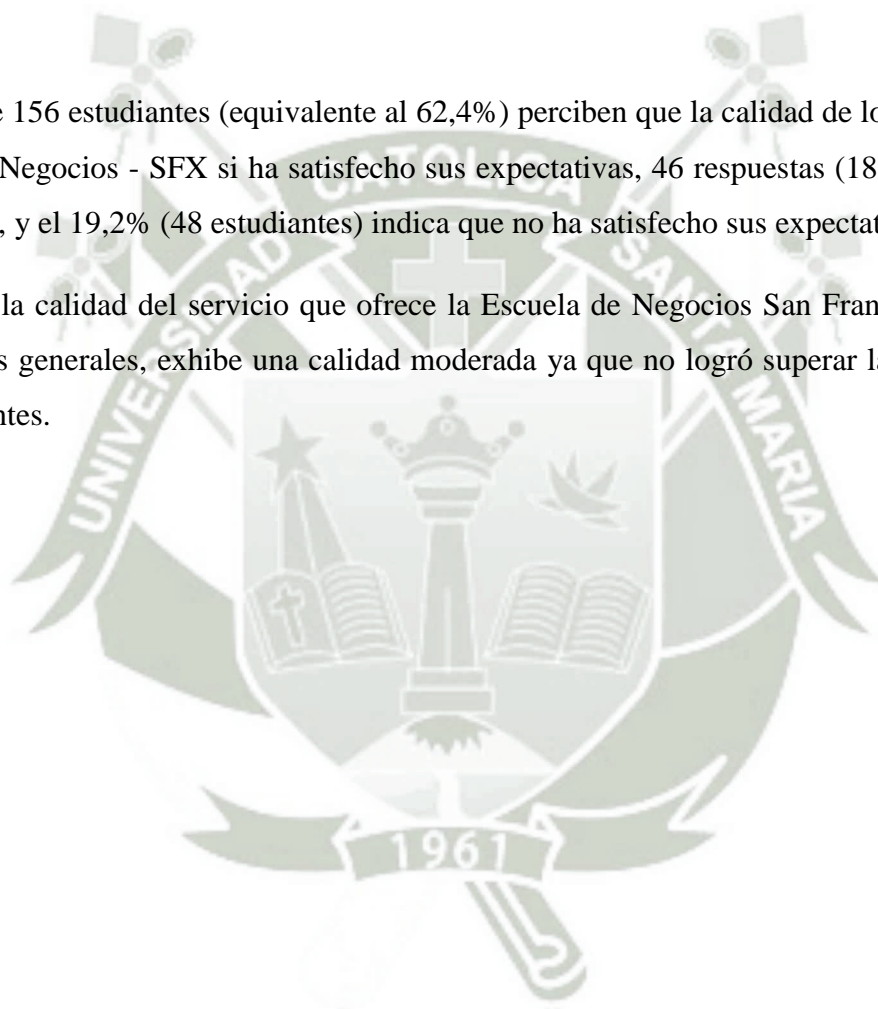 e 156 estudiantes (equivalente al 62,4%) perciben que la calidad de lo
Negocios - SFX si ha satisfecho sus expectativas, 46 respuestas (18
, y el 19,2% (48 estudiantes) indica que no ha satisfecho sus expectat
la calidad del servicio que ofrece la Escuela de Negocios San Fran
s generales, exhibe una calidad moderada ya que no logró superar la
ntes.
UNIVERSIDAD CATOLICA SANTA MARIA
1961